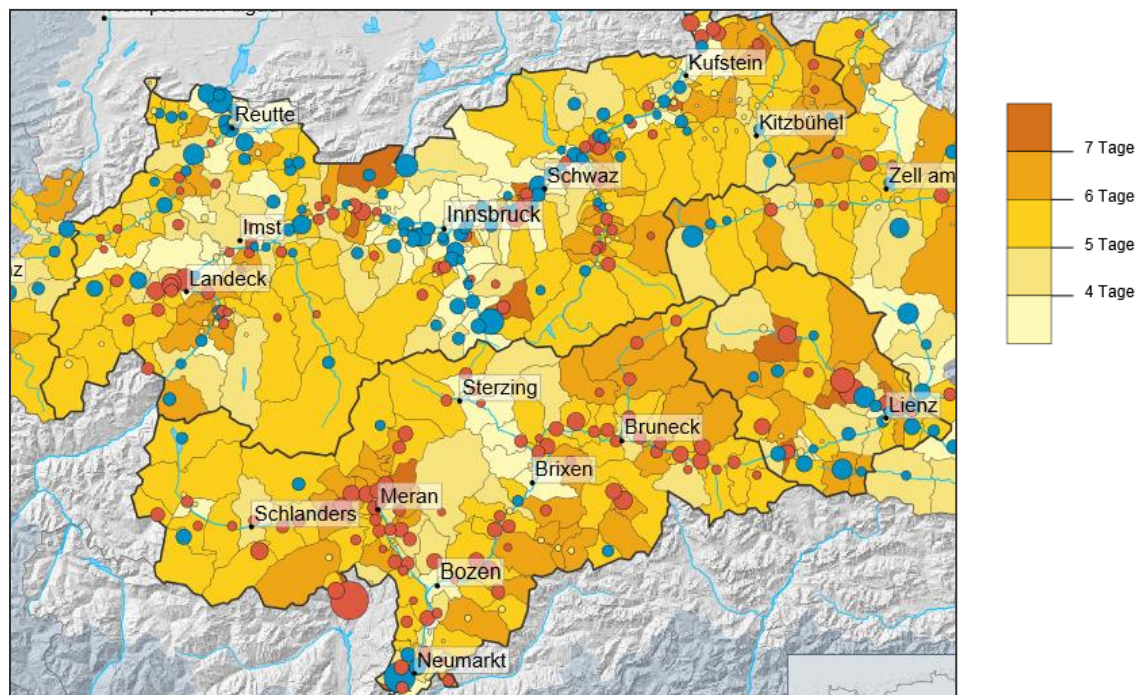 Kufstein
Reutte
Kitzbühel
Schwaz
Zell am
Innsbruck
Imst
nz
Landeck
Sterzing
Lienz
Bruneck
Brixen
Meran
Schlanders
Bozen
Neumarkt
7 Tage
6 Tage
5 Tage
4 Tage